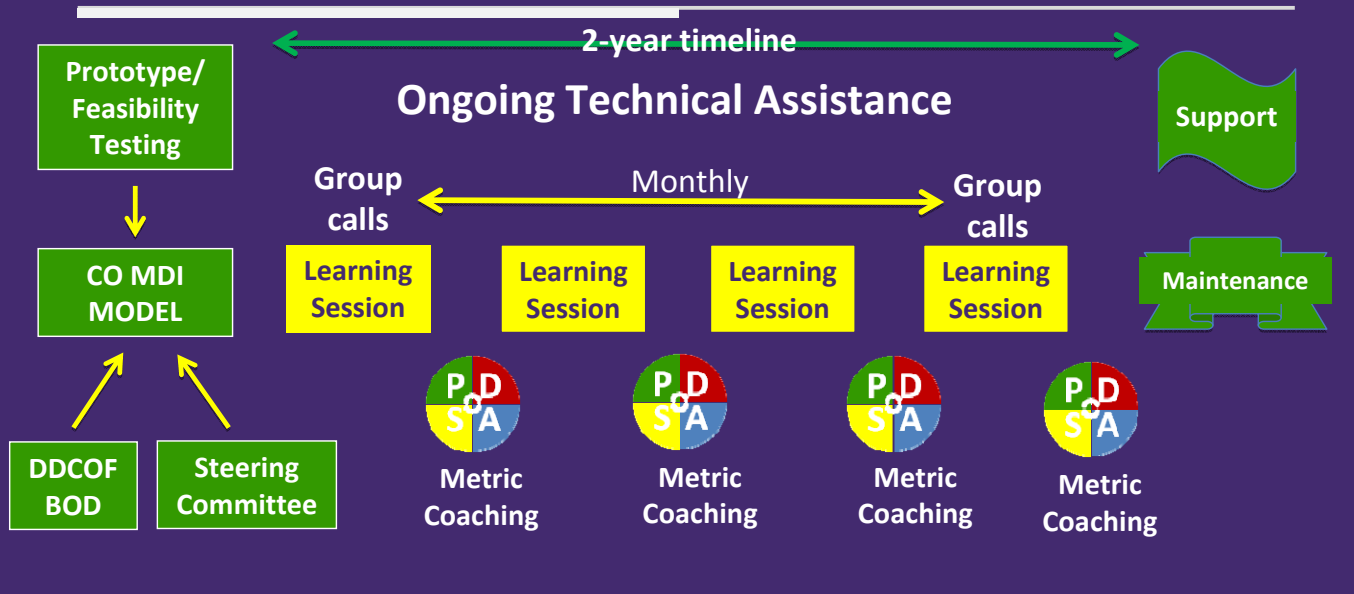 2-year timeline
Prototype/
Feasibility
Testing
Ongoing Technical Assistance
Support
Group
calls
Monthly
Group
calls
CO MDI
MODEL
Learning
Session
Learning
Session
Learning
Session
Learning
Session
Maintenance
P D
S A
P D
S A
P D
S A
P D
S A
DDCOF
BOD
Steering
Committee
Metric
Coaching
Metric
Coaching
Metric
Coaching
Metric
Coaching